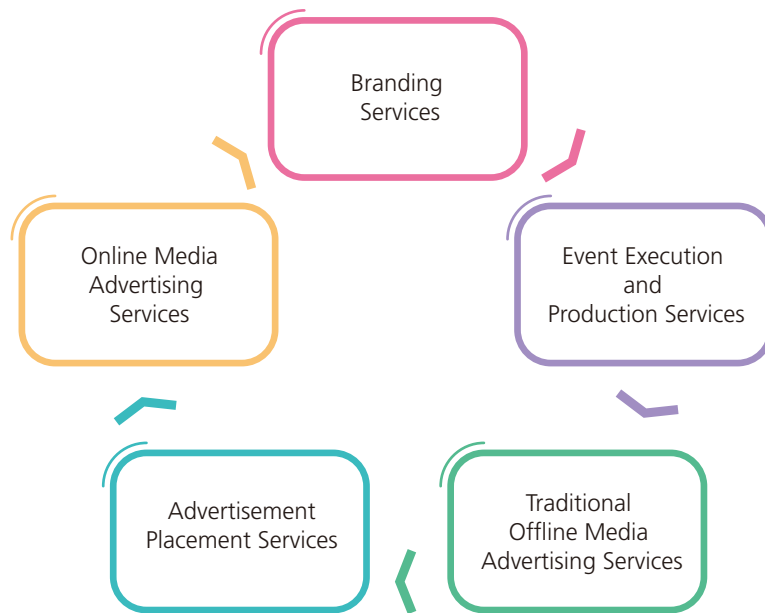 Branding
Services
Online Media
Advertising
Services
Event Execution
and
Production Services
Advertisement
Placement Services
Traditional
Offline Media
Advertising Services